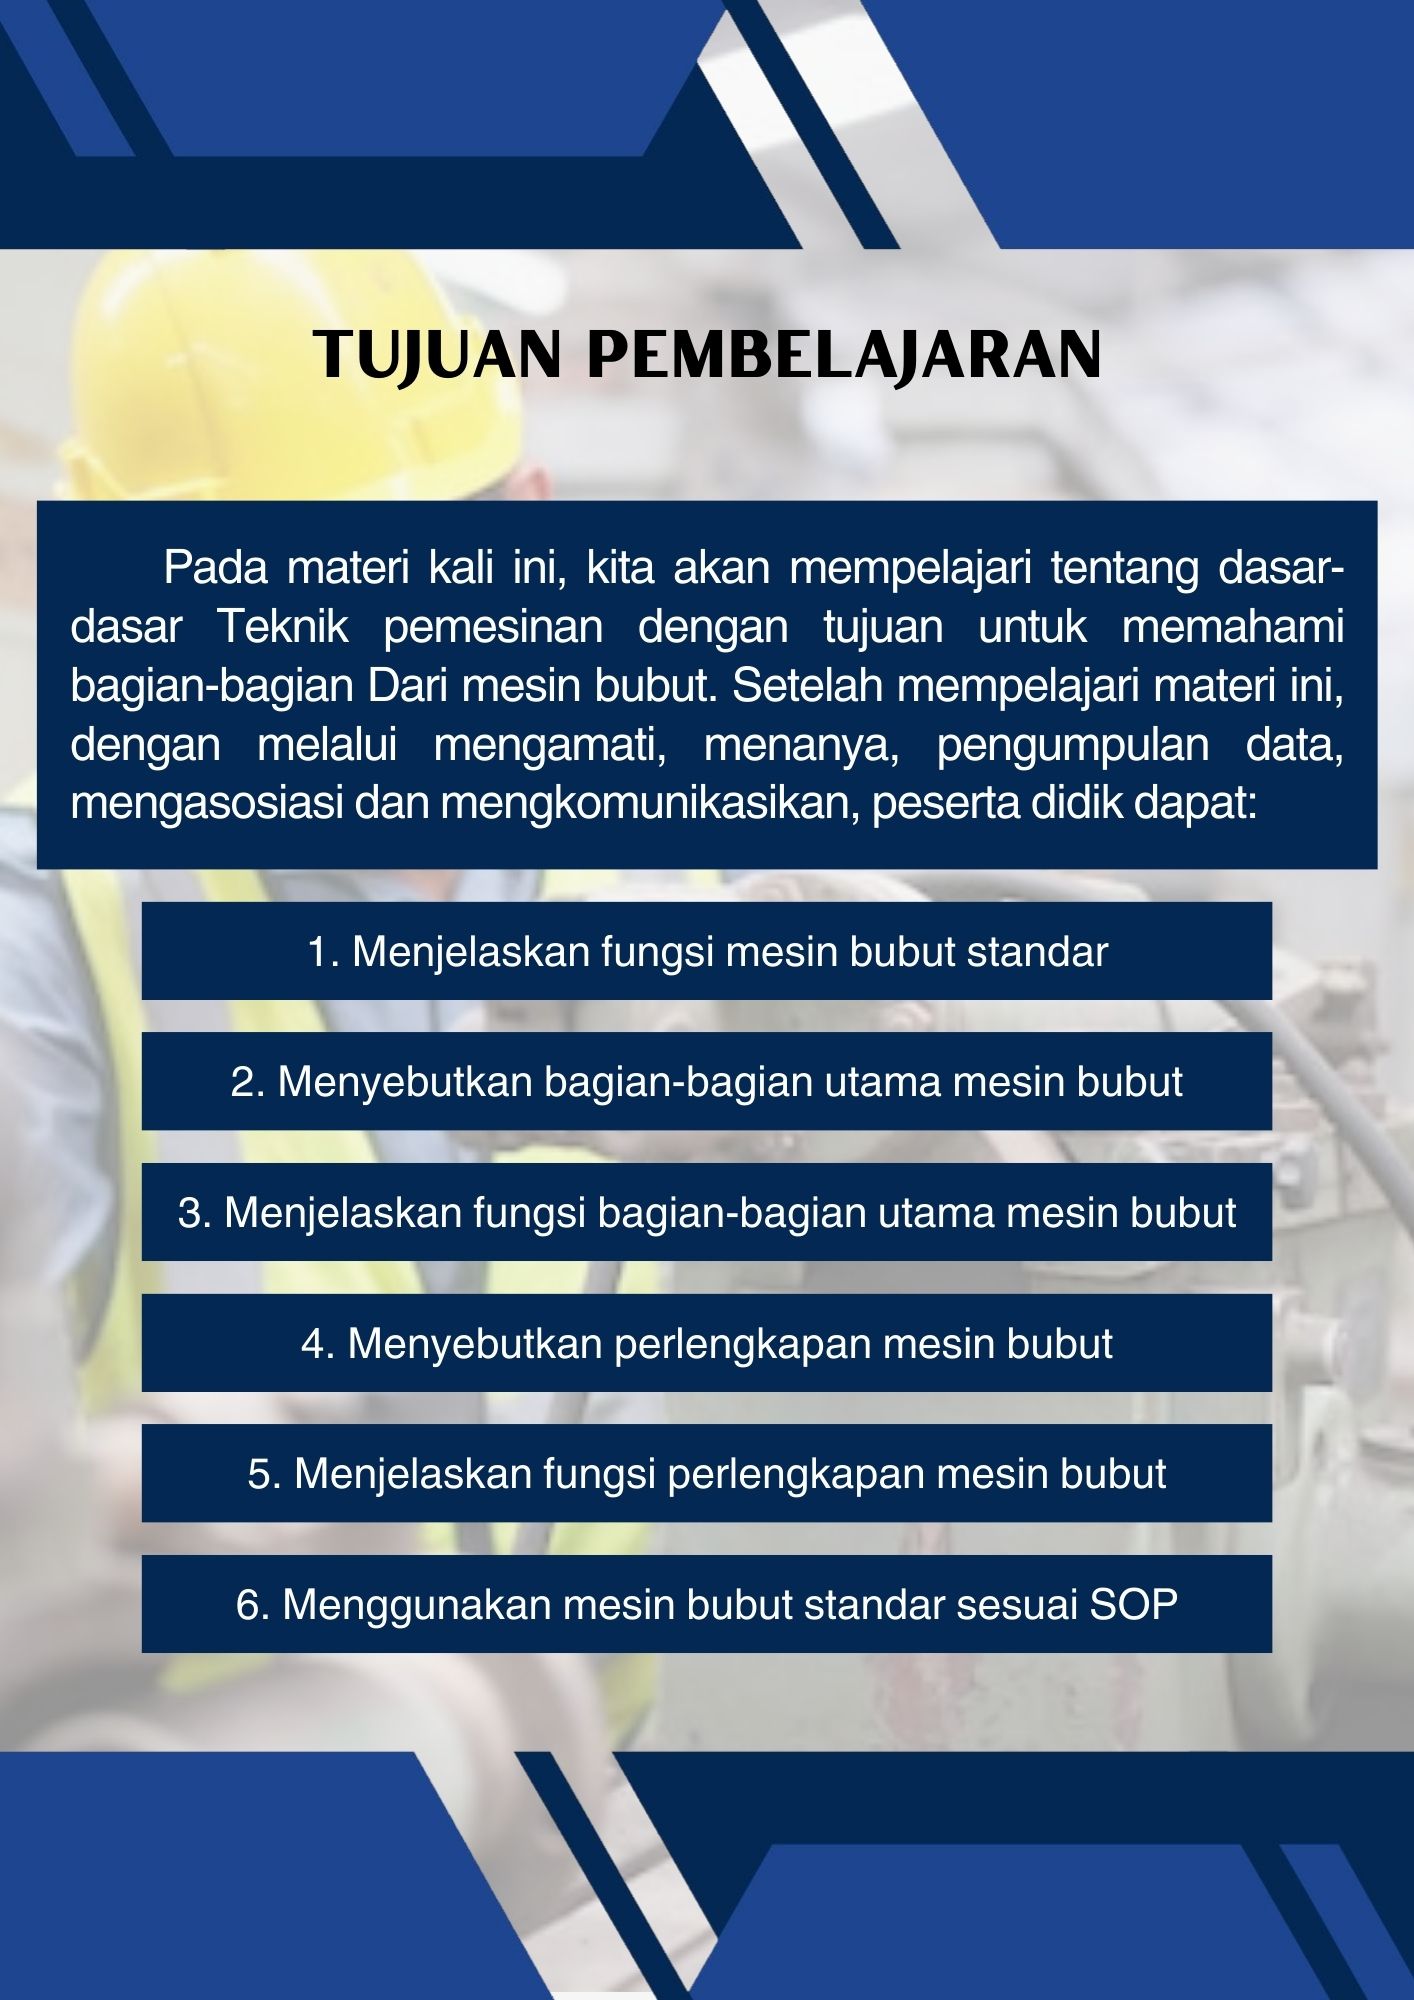 TUJUAN PEMBELAJARAN
Pada materi kali ini, kita akan mempelajari tentang dasar-
dasar Teknik pemesinan dengan tujuan untuk memahami
bagian-bagian Dari mesin bubut. Setelah mempelajari materi ini,
dengan melalui mengamati, menanya, pengumpulan data,
mengasosiasi dan mengkomunikasikan, peserta didik dapat:
1. Menjelaskan fungsi mesin bubut standar
2. Menyebutkan bagian-bagian utama mesin bubut
3. Menjelaskan fungsi bagian-bagian utama mesin bubut
4. Menyebutkan perlengkapan mesin bubut
5. Menjelaskan fungsi perlengkapan mesin bubut
6. Menggunakan mesin bubut standar sesuai SOP